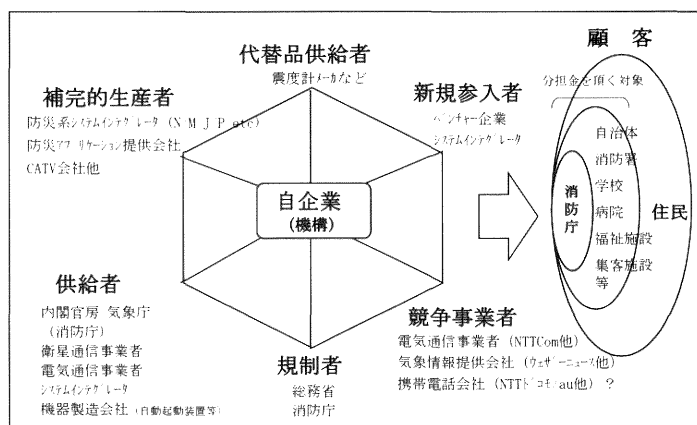 代替品供給者
震度計ﾒｰｶなど
補完的生産者
防災系ｼｽﾃﾑｲﾝﾃｸﾞﾚｰﾀ (N M J P etc)
防災ｱﾌﾟﾘｹｰｼｮﾝ提供会社
CATV会社他
新規参入者
ﾍﾞﾝﾁｬｰ企業
ｼｽﾃﾑｲﾝﾃｸﾞﾚｰﾀ
自企業
(機構)
供給者
内閣官房 気象庁
(消防庁)
衛星通信事業者
電気通信事業者
ｼｽﾃﾑｲﾝﾃｸﾞﾚｰﾀ
機器製造会社 (自動起動装置等)
規制者
総務省
消防庁
競争事業者
電気通信事業者 (NTTCom他)
気象情報提供会社 (ｳｪｻﾞｰﾆｭｰｽ他)
携帯電話会社 (NTTﾄﾞｺﾓ/au他) ?
顧 客
分担金を頂く対象
消防庁
自治体
消防署
学校
病院
福祉施設
集客施設
等
住民